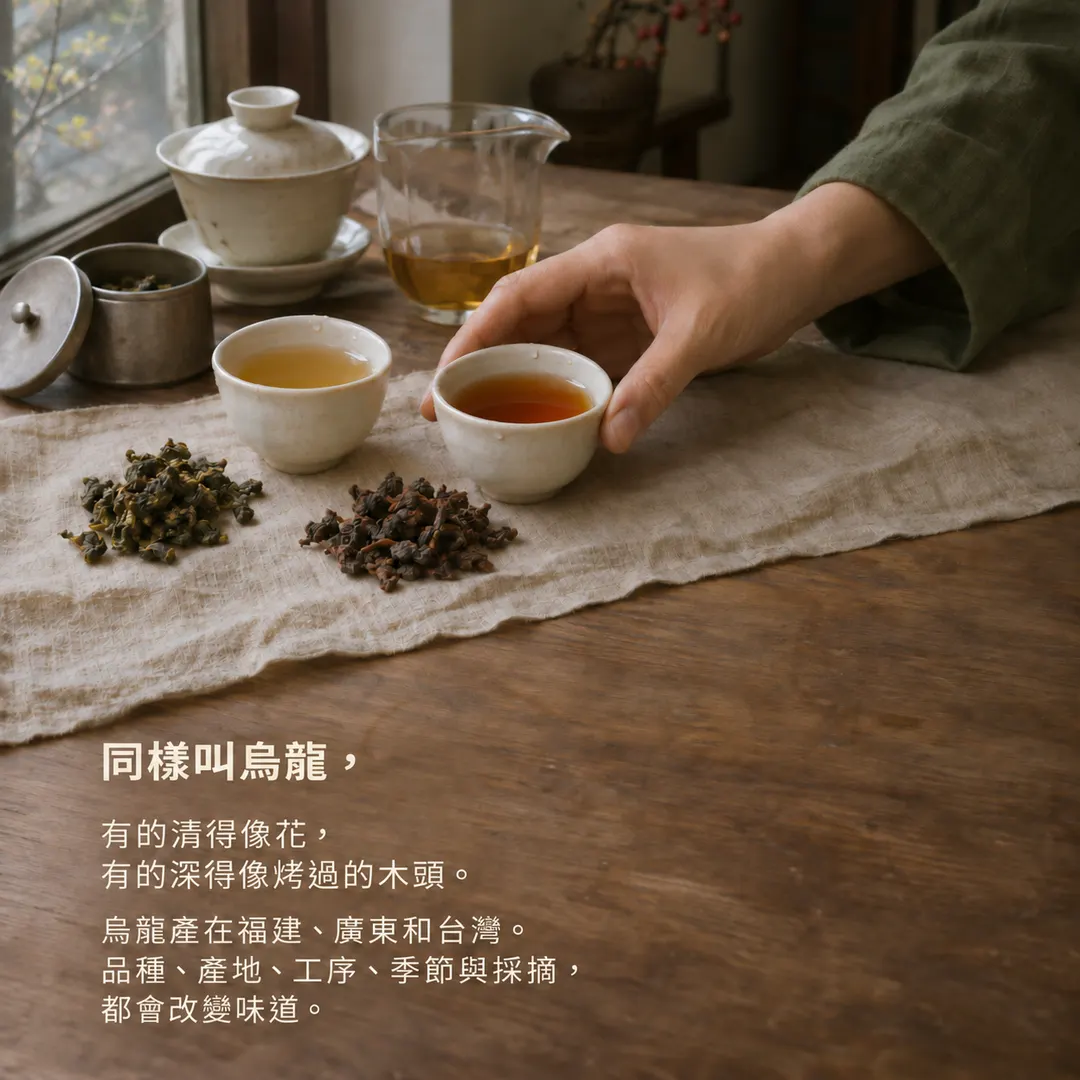 同樣叫烏龍，
有的清得像花，
有的深得像烤過的木頭。
烏龍產在福建、廣東和台灣。
品種、產地、工序、季節與採摘，
都會改變味道。